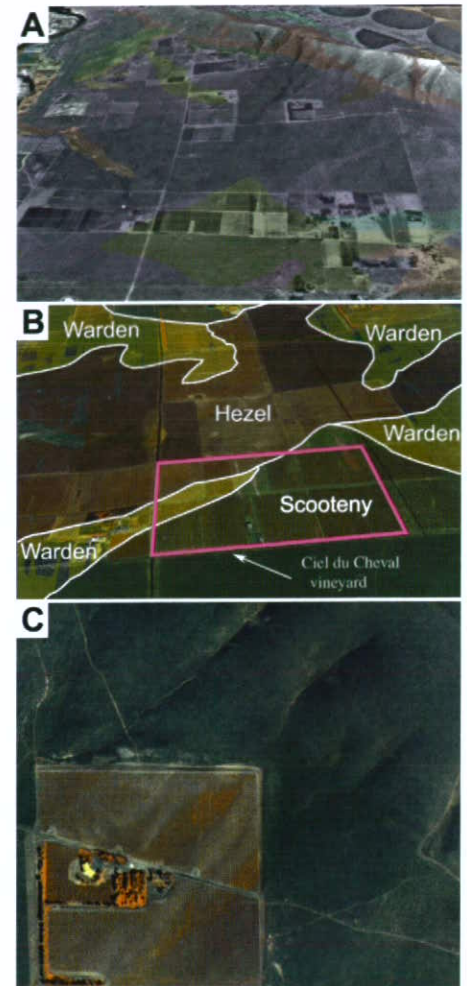 A
B
Warden
Warden
Hezel
Warden
Scooteny
Warden
Ciel du Cheval
vineyard
C